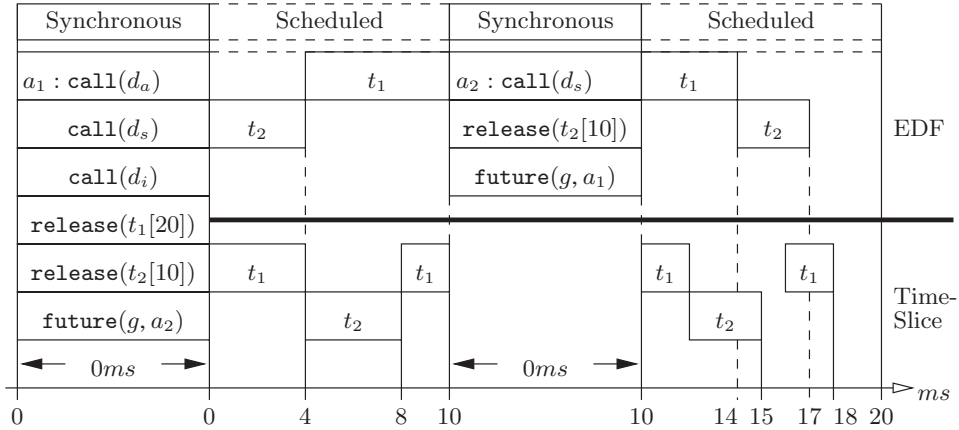 Synchronous Scheduled Synchronous Scheduled
a₁ : call(dₐ) t₁ a₂ : call(dₛ) t₁
call(dₛ) t₂ release(t₂[10]) t₂ EDF
call(dᵢ) future(g, a₁)
release(t₁[20])
release(t₂[10]) t₁ t₁ t₁ t₁
future(g, a₂) t₂ t₂ Time-
Slice
0ms 0ms
ms
0 0 4 8 10 10 14 15 17 18 20